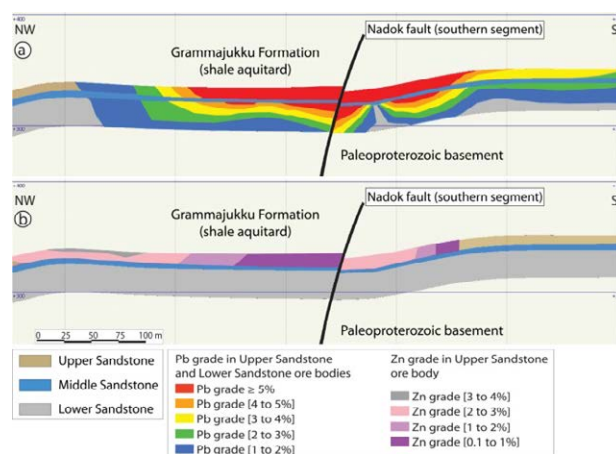 +400
NW
Nadok fault (southern segment)
S
a
Grammajukku Formation
(shale aquitard)
+300
Paleoproterozoic basement
+400
NW
Nadok fault (southern segment)
S
b
Grammajukku Formation
(shale aquitard)
+300
Paleoproterozoic basement
0 25 50 75 100 m
Upper Sandstone
Middle Sandstone
Lower Sandstone
Pb grade in Upper Sandstone
and Lower Sandstone ore bodies
Pb grade ≥ 5%
Pb grade [4 to 5%]
Pb grade [3 to 4%]
Pb grade [2 to 3%]
Pb grade [1 to 2%]
Zn grade in Upper Sandstone
ore body
Zn grade [3 to 4%]
Zn grade [2 to 3%]
Zn grade [1 to 2%]
Zn grade [0.1 to 1%]